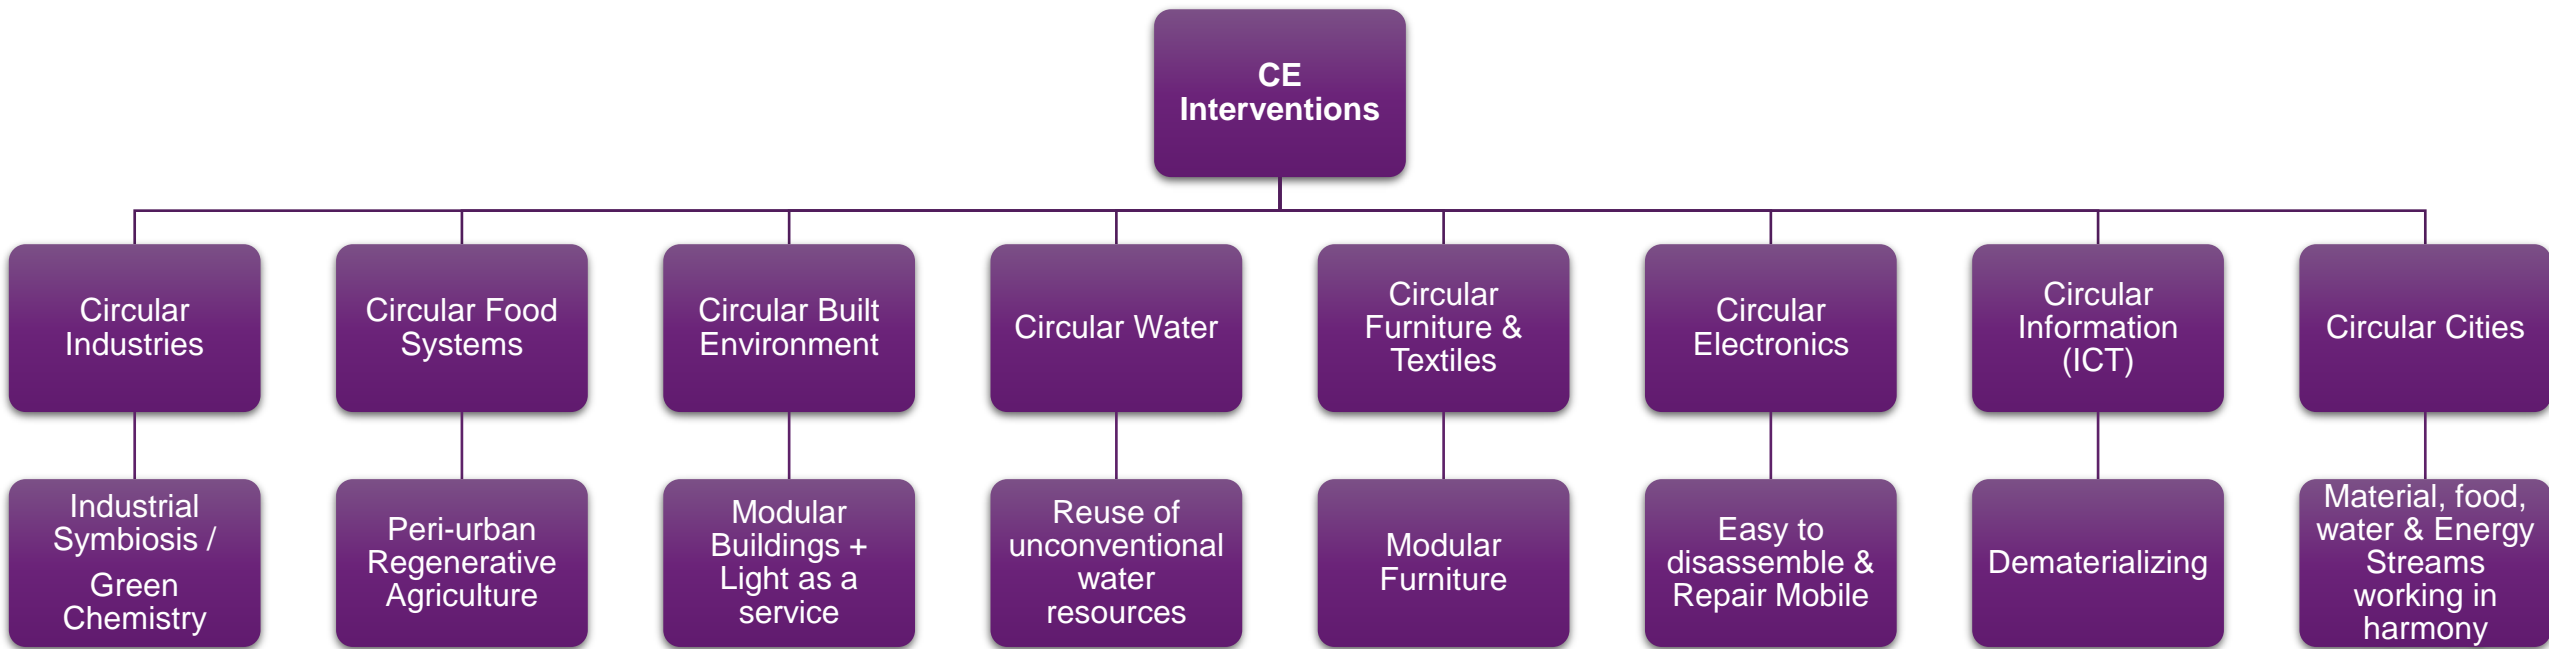 CE
Interventions
Circular
Industries
Circular Food
Systems
Circular Built
Environment
Circular Water
Circular
Furniture &
Textiles
Circular
Electronics
Circular
Information
(ICT)
Circular Cities
Industrial
Symbiosis /
Green
Chemistry
Peri-urban
Regenerative
Agriculture
Modular
Buildings +
Light as a
service
Reuse of
unconventional
water
resources
Modular
Furniture
Easy to
disassemble &
Repair Mobile
Dematerializing
Material, food,
water & Energy
Streams
working in
harmony